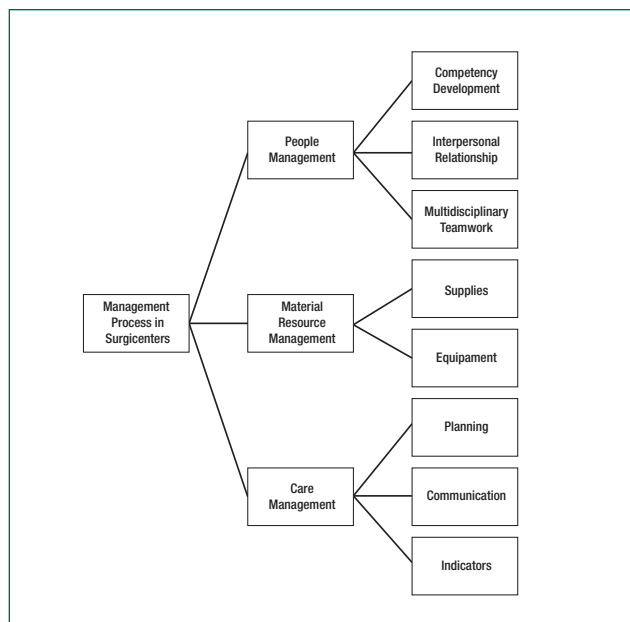 Competency
Development
People
Management
Interpersonal
Relationship
Multidisciplinary
Teamwork
Management
Process in
Surgicenters
Material
Resource
Management
Supplies
Equipament
Care
Management
Planning
Communication
Indicators